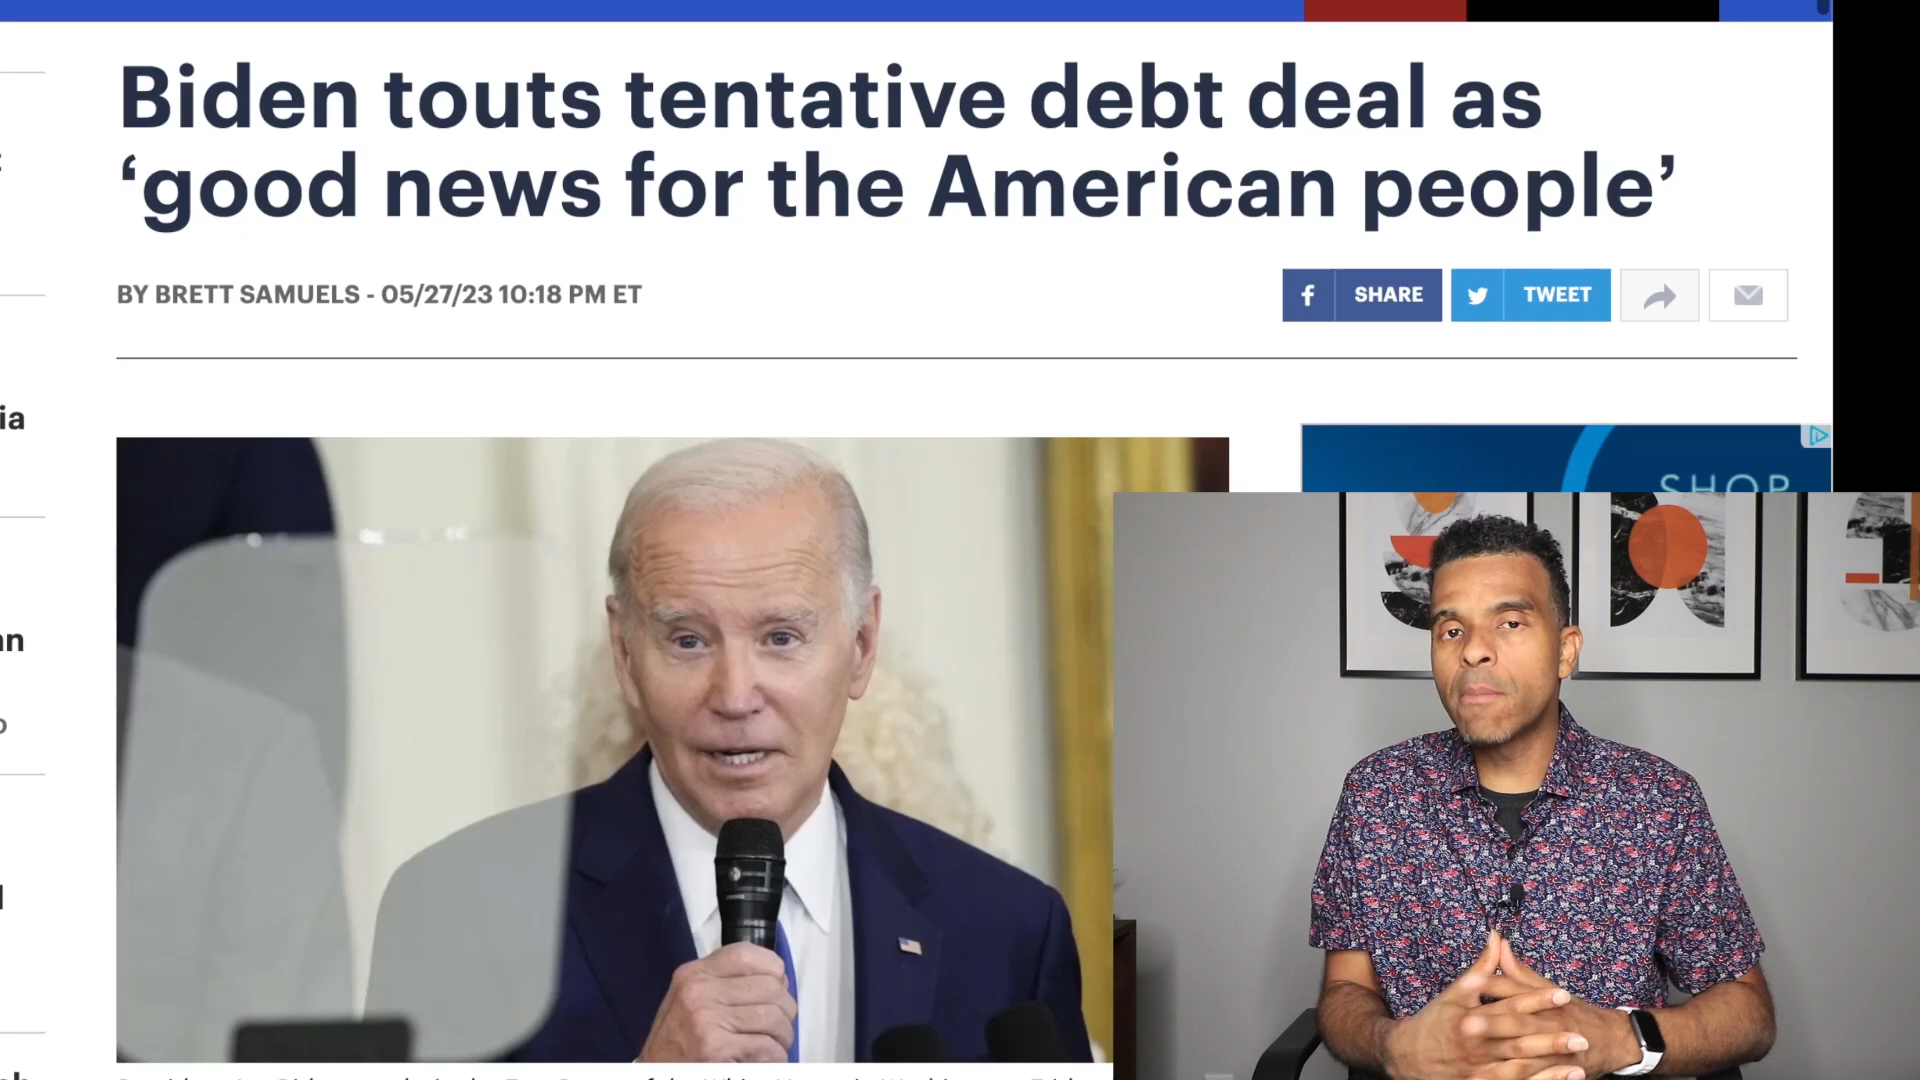 Biden touts tentative debt deal as
‘good news for the American people’
BY BRETT SAMUELS - 05/27/23 10:18 PM ET
f SHARE
TWEET
ia
SHOP